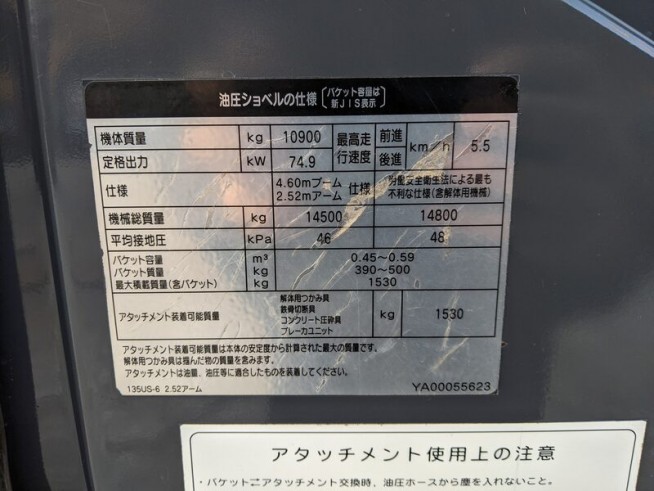 油圧ショベルの仕様〔バケット容量は新JIS表示〕
機体質量 kg 10900 最高走行速度 前進 後進 km/h 5.5
定格出力 kW 74.9
仕様 4.60mブーム 2.52mアーム 仕様 労働安全衛生法による最も不利な仕様(含解体用機械)
機械総質量 kg 14500 14800
平均接地圧 kPa 46 48
バケット容量 m³ 0.45～0.59
バケット質量 kg 390～500
最大積載質量(含バケット) kg 1530
アタッチメント装着可能質量 解体用つかみ具 鉄骨切断具 コンクリート圧砕具 ブレーカユニット kg 1530
アタッチメント装着可能質量は本体の安定度から計算された最大の質量です。
解体用つかみ具は掴んだ物の質量を含みます。
アタッチメントは油量、油圧等に適合したものを装着してください。
135US-6 2.52アーム YA00055623
アタッチメント使用上の注意
・バケット⇄アタッチメント交換時、油圧ホースから塵を入れないこと。